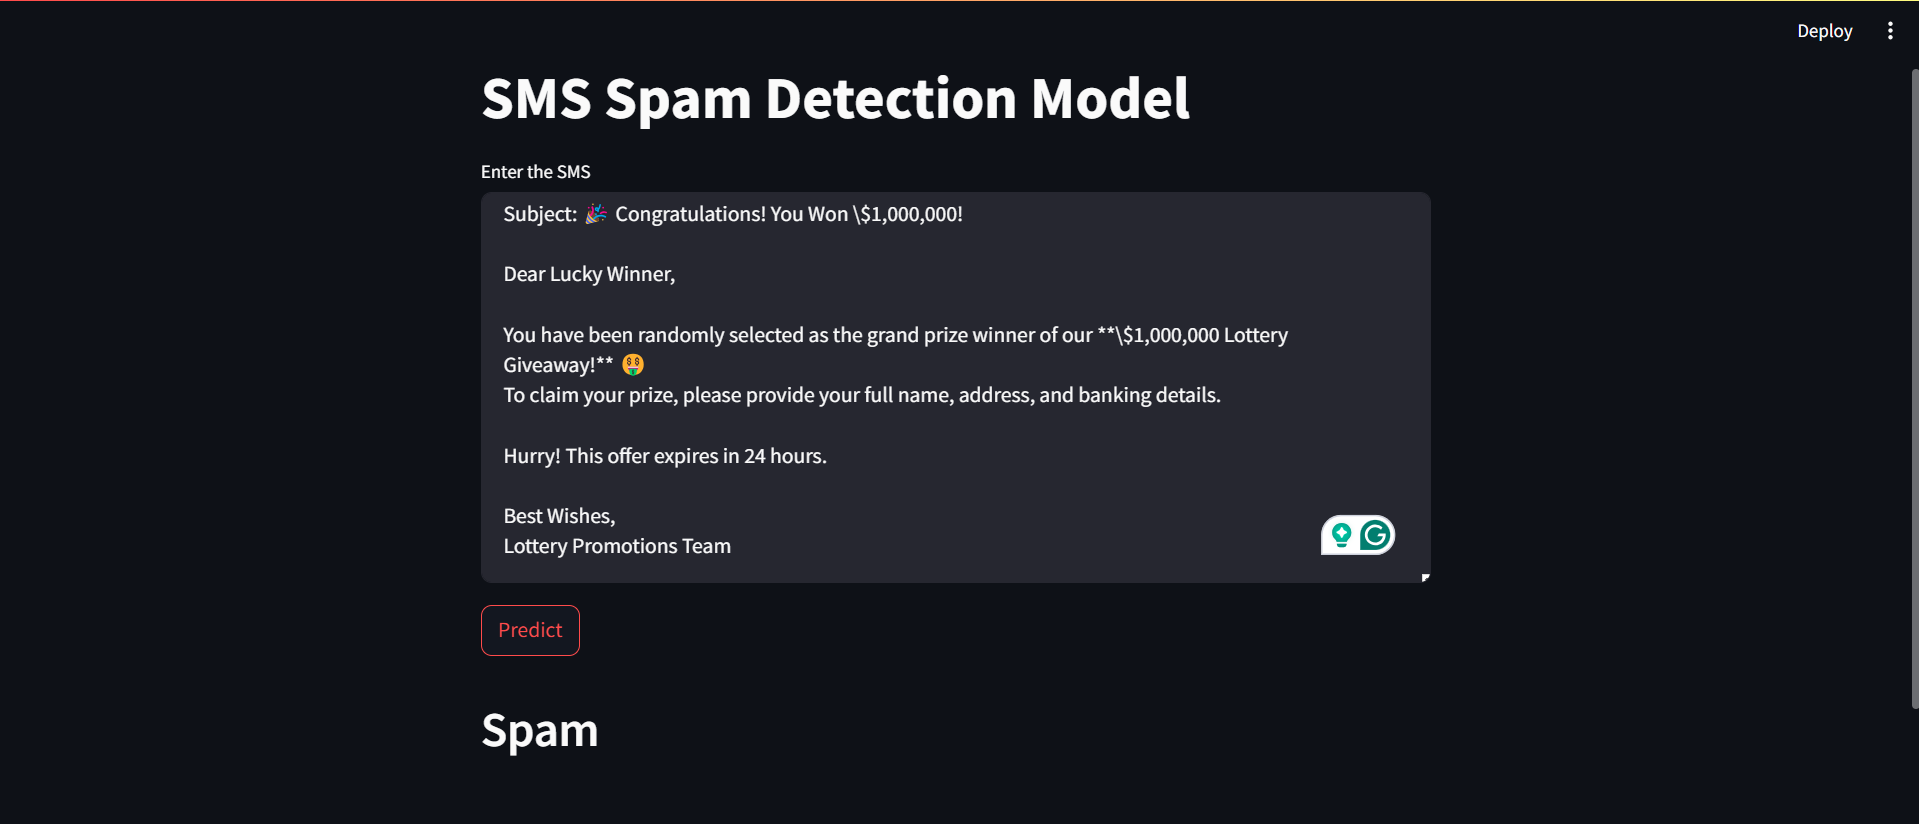 Deploy
SMS Spam Detection Model
Enter the SMS
Subject: 🎉 Congratulations! You Won \$1,000,000!
Dear Lucky Winner,
You have been randomly selected as the grand prize winner of our **\$1,000,000 Lottery
Giveaway!** 🤑
To claim your prize, please provide your full name, address, and banking details.
Hurry! This offer expires in 24 hours.
Best Wishes,
Lottery Promotions Team
Predict
Spam